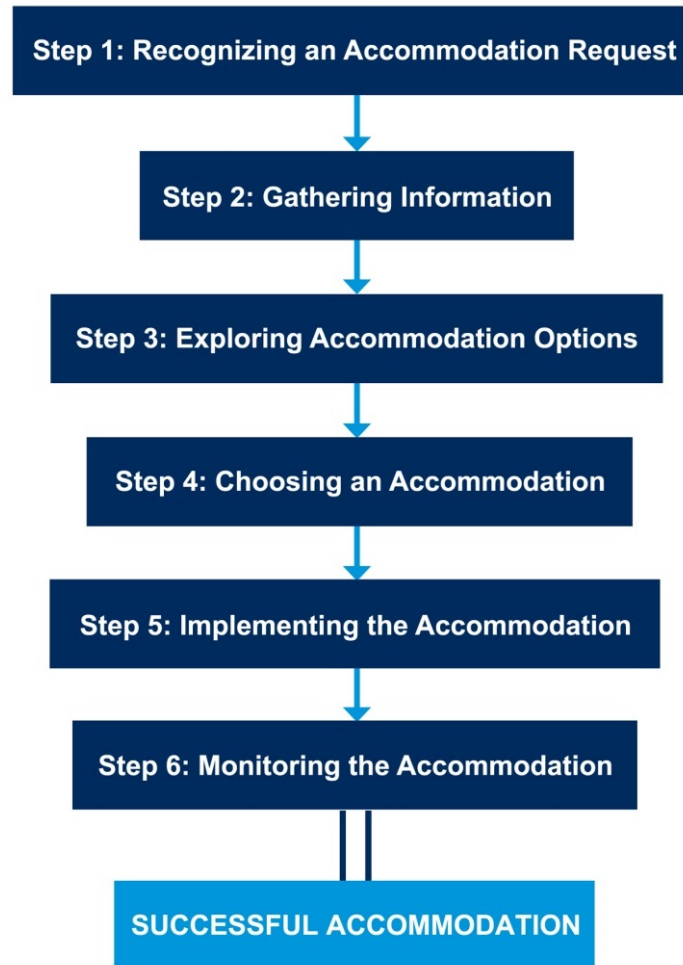 Step 1: Recognizing an Accommodation Request
Step 2: Gathering Information
Step 3: Exploring Accommodation Options
Step 4: Choosing an Accommodation
Step 5: Implementing the Accommodation
Step 6: Monitoring the Accommodation
SUCCESSFUL ACCOMMODATION